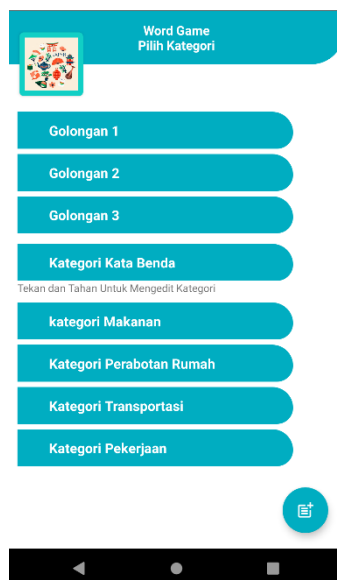 Word Game
Pilih Kategori
Golongan 1
Golongan 2
Golongan 3
Kategori Kata Benda
Tekan dan Tahan Untuk Mengedit Kategori
kategori Makanan
Kategori Perabotan Rumah
Kategori Transportasi
Kategori Pekerjaan